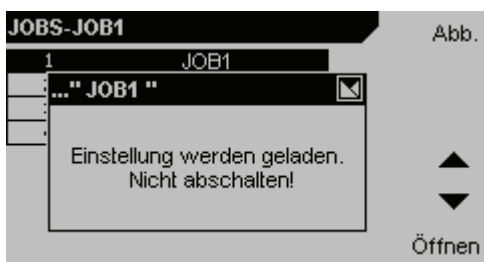 JOBS-JOB1
Abb.
1 JOB1
..." JOB1 "
Einstellung werden geladen.
Nicht abschalten!
Öffnen